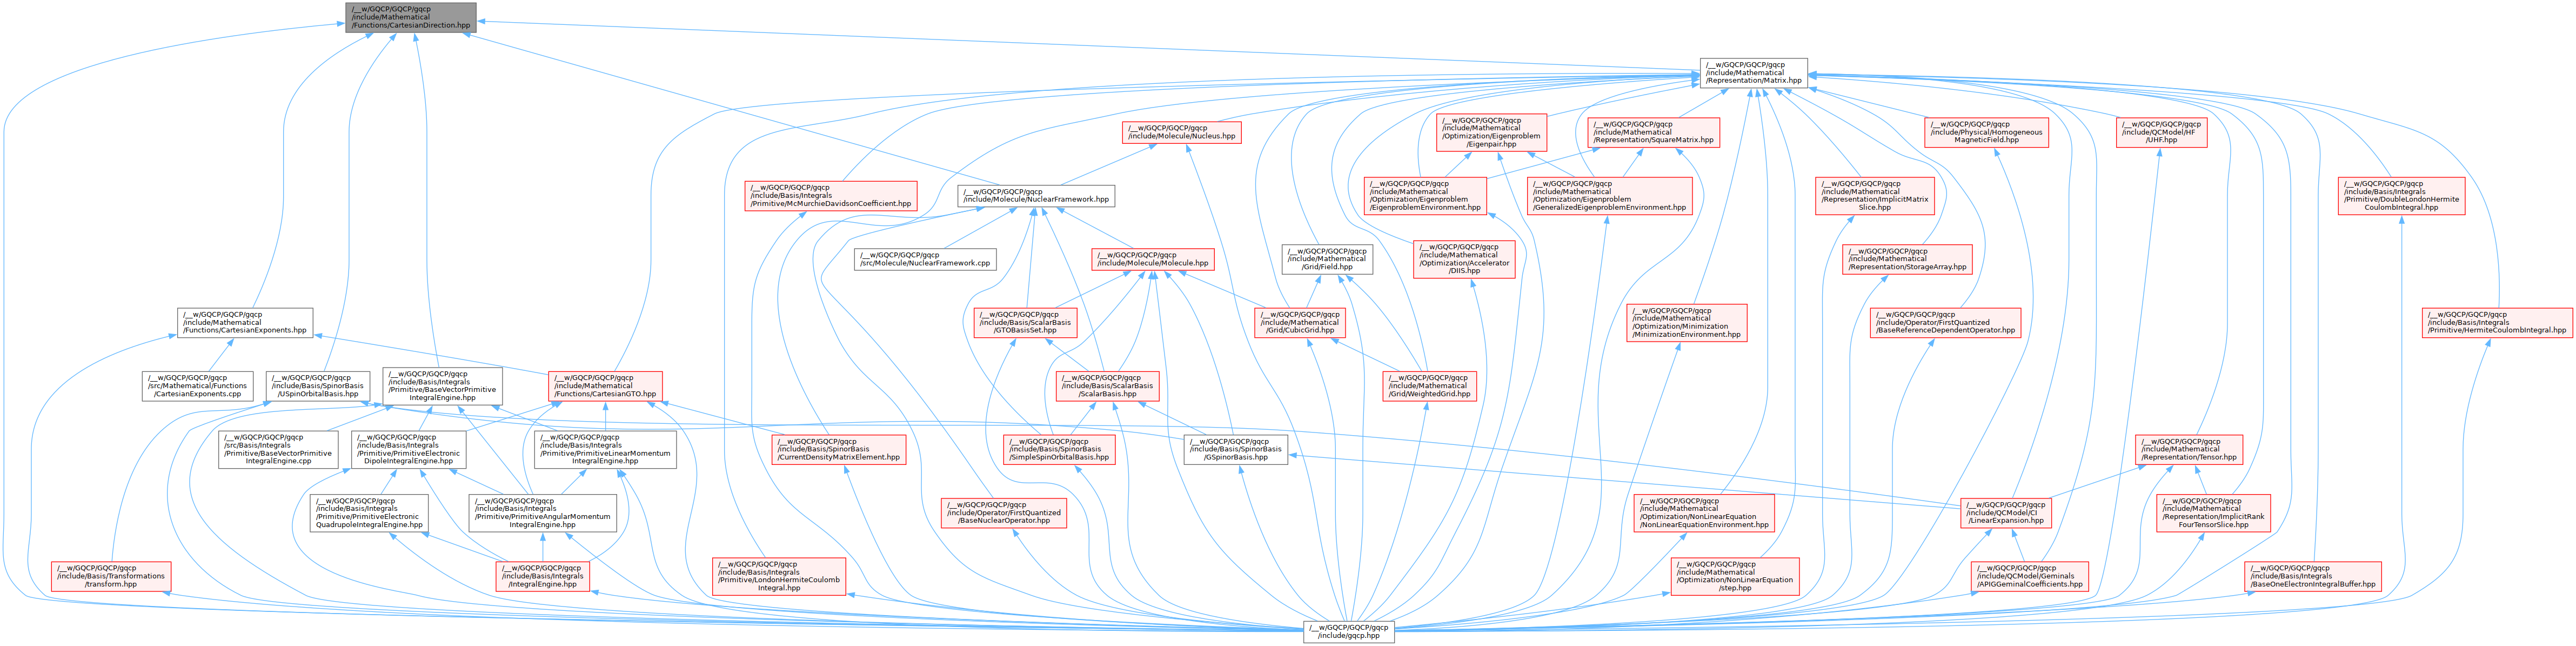 /__w/GQCP/GQCP/gqcp
/include/Mathematical
/Functions/CartesianDirection.hpp
/__w/GQCP/GQCP/gqcp
/include/Mathematical
/Representation/Matrix.hpp
/__w/GQCP/GQCP/gqcp
/include/Molecule/Nucleus.hpp
/__w/GQCP/GQCP/gqcp
/include/Mathematical
/Optimization/Eigenproblem
/Eigenpair.hpp
/__w/GQCP/GQCP/gqcp
/include/Mathematical
/Representation/SquareMatrix.hpp
/__w/GQCP/GQCP/gqcp
/include/Physical/Homogeneous
MagneticField.hpp
/__w/GQCP/GQCP/gqcp
/include/QCModel/HF
/UHF.hpp
/__w/GQCP/GQCP/gqcp
/include/Basis/Integrals
/Primitive/McMurchieDavidsonCoefficient.hpp
/__w/GQCP/GQCP/gqcp
/include/Molecule/NuclearFramework.hpp
/__w/GQCP/GQCP/gqcp
/include/Mathematical
/Optimization/Eigenproblem
/EigenproblemEnvironment.hpp
/__w/GQCP/GQCP/gqcp
/include/Mathematical
/Optimization/Eigenproblem
/GeneralizedEigenproblemEnvironment.hpp
/__w/GQCP/GQCP/gqcp
/include/Mathematical
/Representation/ImplicitMatrix
Slice.hpp
/__w/GQCP/GQCP/gqcp
/include/Basis/Integrals
/Primitive/DoubleLondonHermite
CoulombIntegral.hpp
/__w/GQCP/GQCP/gqcp
/src/Molecule/NuclearFramework.cpp
/__w/GQCP/GQCP/gqcp
/include/Molecule/Molecule.hpp
/__w/GQCP/GQCP/gqcp
/include/Mathematical
/Grid/Field.hpp
/__w/GQCP/GQCP/gqcp
/include/Mathematical
/Optimization/Accelerator
/DIIS.hpp
/__w/GQCP/GQCP/gqcp
/include/Mathematical
/Representation/StorageArray.hpp
/__w/GQCP/GQCP/gqcp
/include/Mathematical
/Functions/CartesianExponents.hpp
/__w/GQCP/GQCP/gqcp
/include/Basis/ScalarBasis
/GTOBasisSet.hpp
/__w/GQCP/GQCP/gqcp
/include/Mathematical
/Grid/CubicGrid.hpp
/__w/GQCP/GQCP/gqcp
/include/Mathematical
/Optimization/Minimization
/MinimizationEnvironment.hpp
/__w/GQCP/GQCP/gqcp
/include/Operator/FirstQuantized
/BaseReferenceDependentOperator.hpp
/__w/GQCP/GQCP/gqcp
/include/Basis/Integrals
/Primitive/HermiteCoulombIntegral.hpp
/__w/GQCP/GQCP/gqcp
/src/Mathematical/Functions
/CartesianExponents.cpp
/__w/GQCP/GQCP/gqcp
/include/Basis/SpinorBasis
/USpinOrbitalBasis.hpp
/__w/GQCP/GQCP/gqcp
/include/Basis/Integrals
/Primitive/BaseVectorPrimitive
IntegralEngine.hpp
/__w/GQCP/GQCP/gqcp
/include/Mathematical
/Functions/CartesianGTO.hpp
/__w/GQCP/GQCP/gqcp
/include/Basis/ScalarBasis
/ScalarBasis.hpp
/__w/GQCP/GQCP/gqcp
/include/Mathematical
/Grid/WeightedGrid.hpp
/__w/GQCP/GQCP/gqcp
/src/Basis/Integrals
/Primitive/BaseVectorPrimitive
IntegralEngine.cpp
/__w/GQCP/GQCP/gqcp
/include/Basis/Integrals
/Primitive/PrimitiveElectronic
DipoleIntegralEngine.hpp
/__w/GQCP/GQCP/gqcp
/include/Basis/Integrals
/Primitive/PrimitiveLinearMomentum
IntegralEngine.hpp
/__w/GQCP/GQCP/gqcp
/include/Basis/SpinorBasis
/CurrentDensityMatrixElement.hpp
/__w/GQCP/GQCP/gqcp
/include/Basis/SpinorBasis
/SimpleSpinOrbitalBasis.hpp
/__w/GQCP/GQCP/gqcp
/include/Basis/SpinorBasis
/GSpinorBasis.hpp
/__w/GQCP/GQCP/gqcp
/include/Mathematical
/Representation/Tensor.hpp
/__w/GQCP/GQCP/gqcp
/include/Basis/Integrals
/Primitive/PrimitiveElectronic
QuadrupoleIntegralEngine.hpp
/__w/GQCP/GQCP/gqcp
/include/Basis/Integrals
/Primitive/PrimitiveAngularMomentum
IntegralEngine.hpp
/__w/GQCP/GQCP/gqcp
/include/Operator/FirstQuantized
/BaseNuclearOperator.hpp
/__w/GQCP/GQCP/gqcp
/include/Mathematical
/Optimization/NonLinearEquation
/NonLinearEquationEnvironment.hpp
/__w/GQCP/GQCP/gqcp
/include/QCModel/CI
/LinearExpansion.hpp
/__w/GQCP/GQCP/gqcp
/include/Mathematical
/Representation/ImplicitRank
FourTensorSlice.hpp
/__w/GQCP/GQCP/gqcp
/include/Basis/Transformations
/transform.hpp
/__w/GQCP/GQCP/gqcp
/include/Basis/Integrals
/IntegralEngine.hpp
/__w/GQCP/GQCP/gqcp
/include/Basis/Integrals
/Primitive/LondonHermiteCoulomb
Integral.hpp
/__w/GQCP/GQCP/gqcp
/include/Mathematical
/Optimization/NonLinearEquation
/step.hpp
/__w/GQCP/GQCP/gqcp
/include/QCModel/Geminals
/APIGGeminalCoefficients.hpp
/__w/GQCP/GQCP/gqcp
/include/Basis/Integrals
/BaseOneElectronIntegralBuffer.hpp
/__w/GQCP/GQCP/gqcp
/include/gqcp.hpp